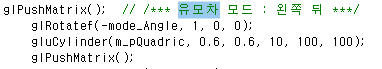 glPushMatrix();  // /*** 유모차 모드 : 왼쪽 뒤 ***/
glRotatef(-mode_Angle, 1, 0, 0);
gluCylinder(m_pQuadric, 0.6, 0.6, 10, 100, 100);
glPushMatrix();